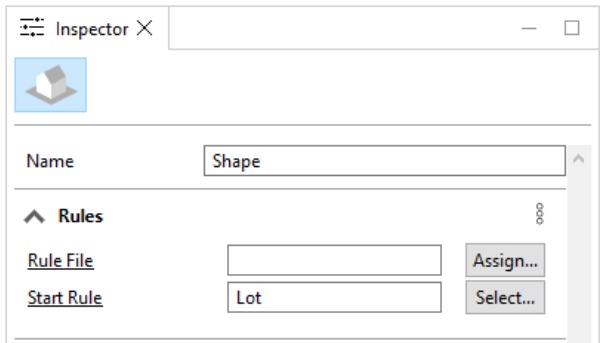 Inspector
Name Shape
Rules
Rule File Assign...
Start Rule Lot Select...